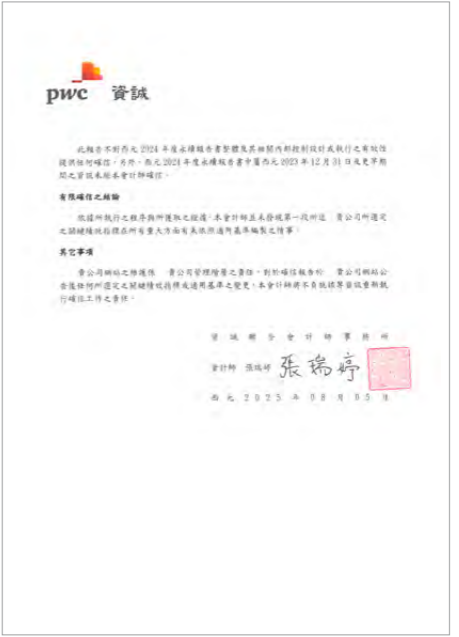 pwc 資誠
此報告不對西元 2024 年度永續報告書整體及其相關內部控制設計或執行之有效性
提供任何確信。另外，西元 2024 年度永續報告書中屬西元 2023 年 12 月 31 日及更早期
間之資訊未經本會計師確信。
有限確信之結論
依據所執行之程序與所獲取之證據，本會計師並未發現第一段所述 貴公司所選定
之關鍵績效指標在所有重大方面有未依照適用基準編製之情事。
其它事項
貴公司網站之維護係 貴公司管理階層之責任，對於確信報告於 貴公司網站公
告後任何所選定之關鍵績效指標或適用基準之變更，本會計師將不負就該等資訊重新執
行確信工作之責任。
資 誠 聯 合 會 計 師 事 務 所
會計師 張瑞婷 張瑞婷
西 元 2 0 2 5 年 0 8 月 0 5 日